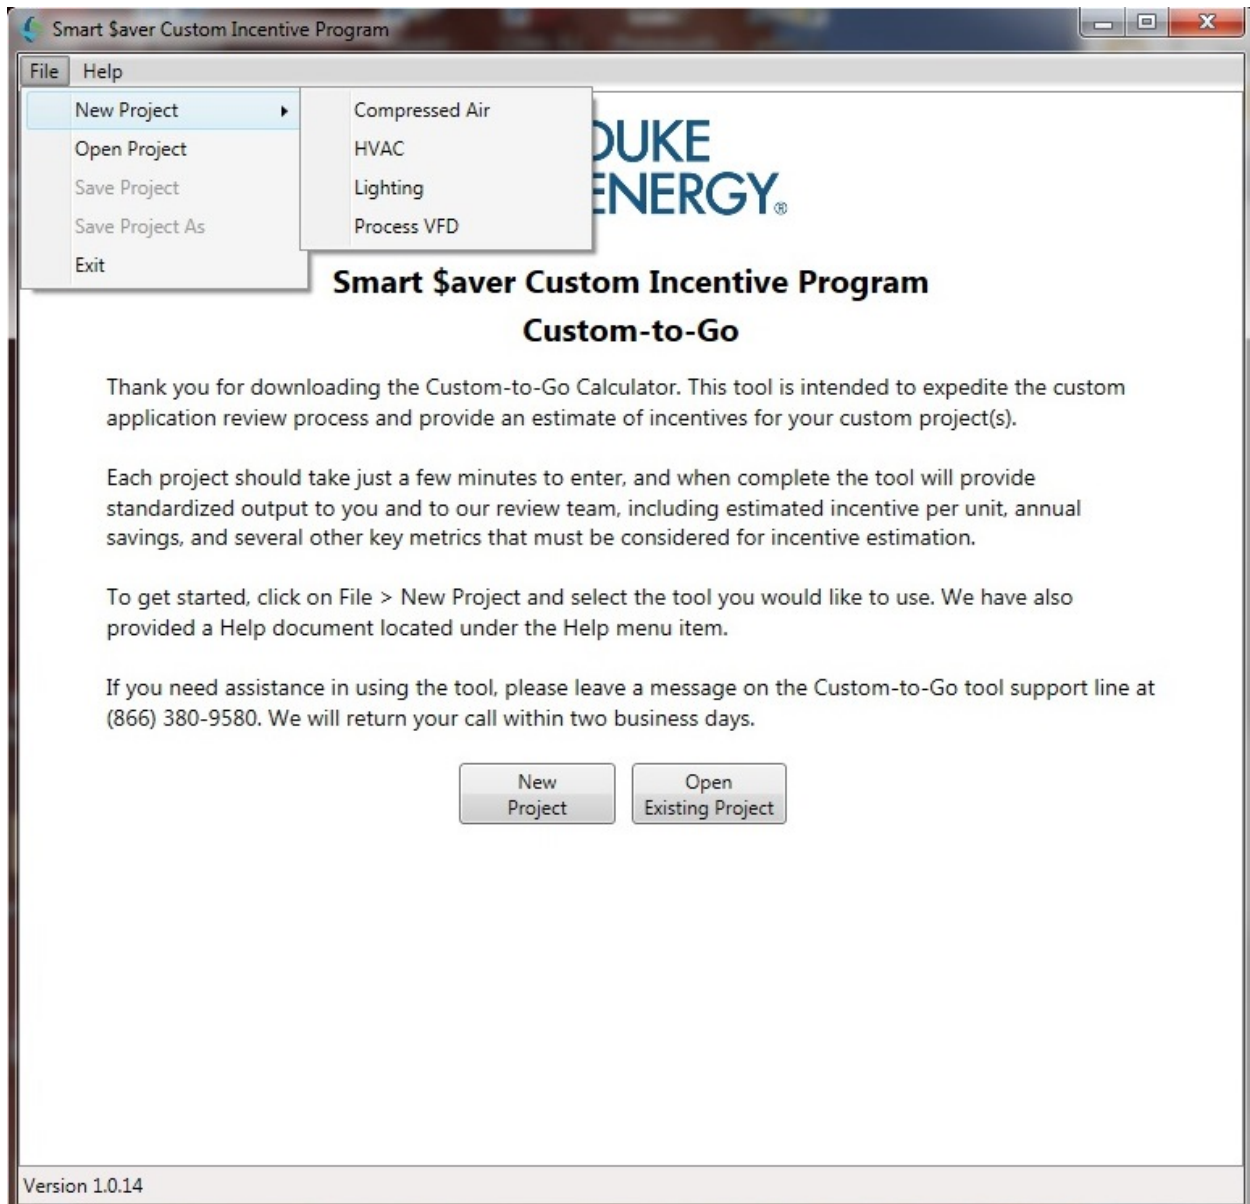 Smart $aver Custom Incentive Program
File Help
New Project
Open Project
Save Project
Save Project As
Exit
Compressed Air
HVAC
Lighting
Process VFD
DUKE
ENERGY®
Smart $aver Custom Incentive Program
Custom-to-Go
Thank you for downloading the Custom-to-Go Calculator. This tool is intended to expedite the custom
application review process and provide an estimate of incentives for your custom project(s).
Each project should take just a few minutes to enter, and when complete the tool will provide
standardized output to you and to our review team, including estimated incentive per unit, annual
savings, and several other key metrics that must be considered for incentive estimation.
To get started, click on File > New Project and select the tool you would like to use. We have also
provided a Help document located under the Help menu item.
If you need assistance in using the tool, please leave a message on the Custom-to-Go tool support line at
(866) 380-9580. We will return your call within two business days.
New
Project
Open
Existing Project
Version 1.0.14